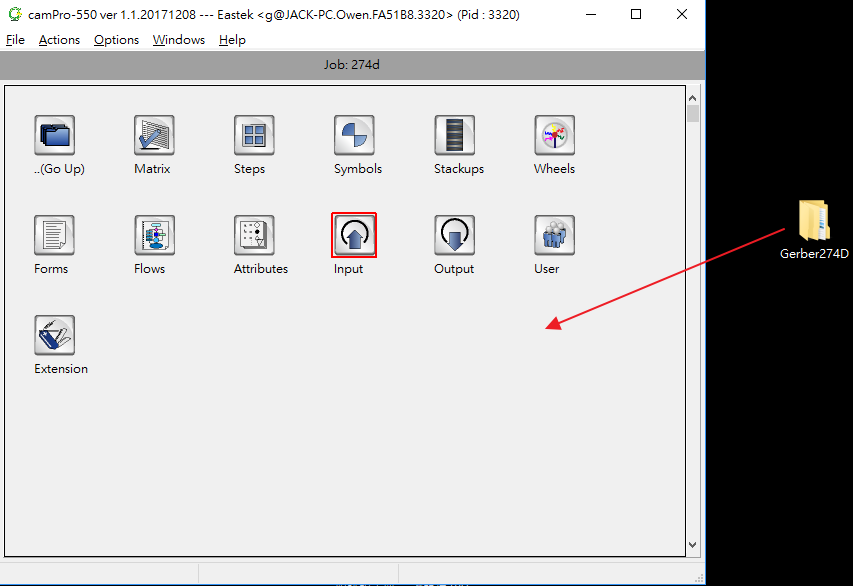 camPro-550 ver 1.1.20171208 --- Eastek <g@JACK-PC.Owen.FA51B8.3320> (Pid : 3320)
File Actions Options Windows Help
Job: 274d
..(Go Up) Matrix Steps Symbols Stackups Wheels
Gerber274D
Forms Flows Attributes Input Output User
Extension